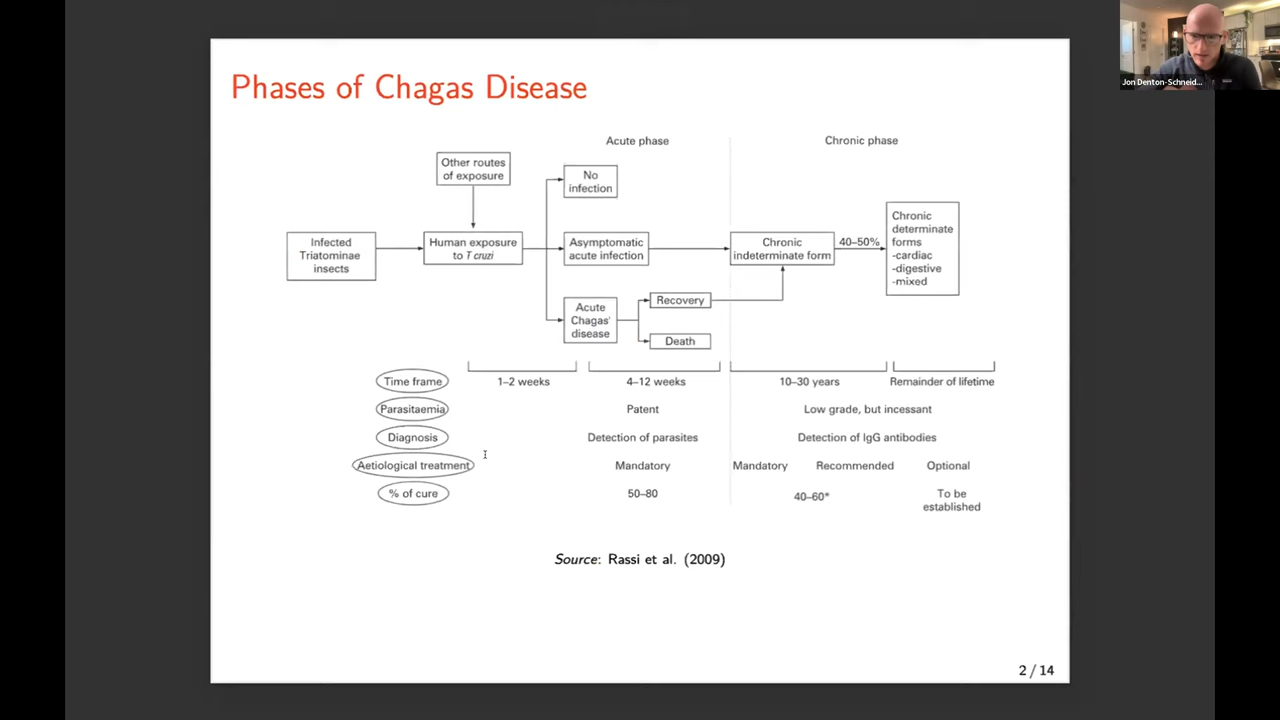 Jon Denton-Schneid...
Phases of Chagas Disease
Acute phase
Chronic phase
Other routes
of exposure
No
infection
Infected
Triatominae
insects
Human exposure
to T cruzi
Asymptomatic
acute infection
Chronic
indeterminate form
40–50%
Chronic
determinate
forms
-cardiac
-digestive
-mixed
Acute
Chagas'
disease
Recovery
Death
Time frame
1–2 weeks
4–12 weeks
10–30 years
Remainder of lifetime
Parasitaemia
Patent
Low grade, but incessant
Diagnosis
Detection of parasites
Detection of IgG antibodies
Aetiological treatment
Mandatory
Mandatory
Recommended
Optional
% of cure
50–80
40–60*
To be
established
Source: Rassi et al. (2009)
2 / 14